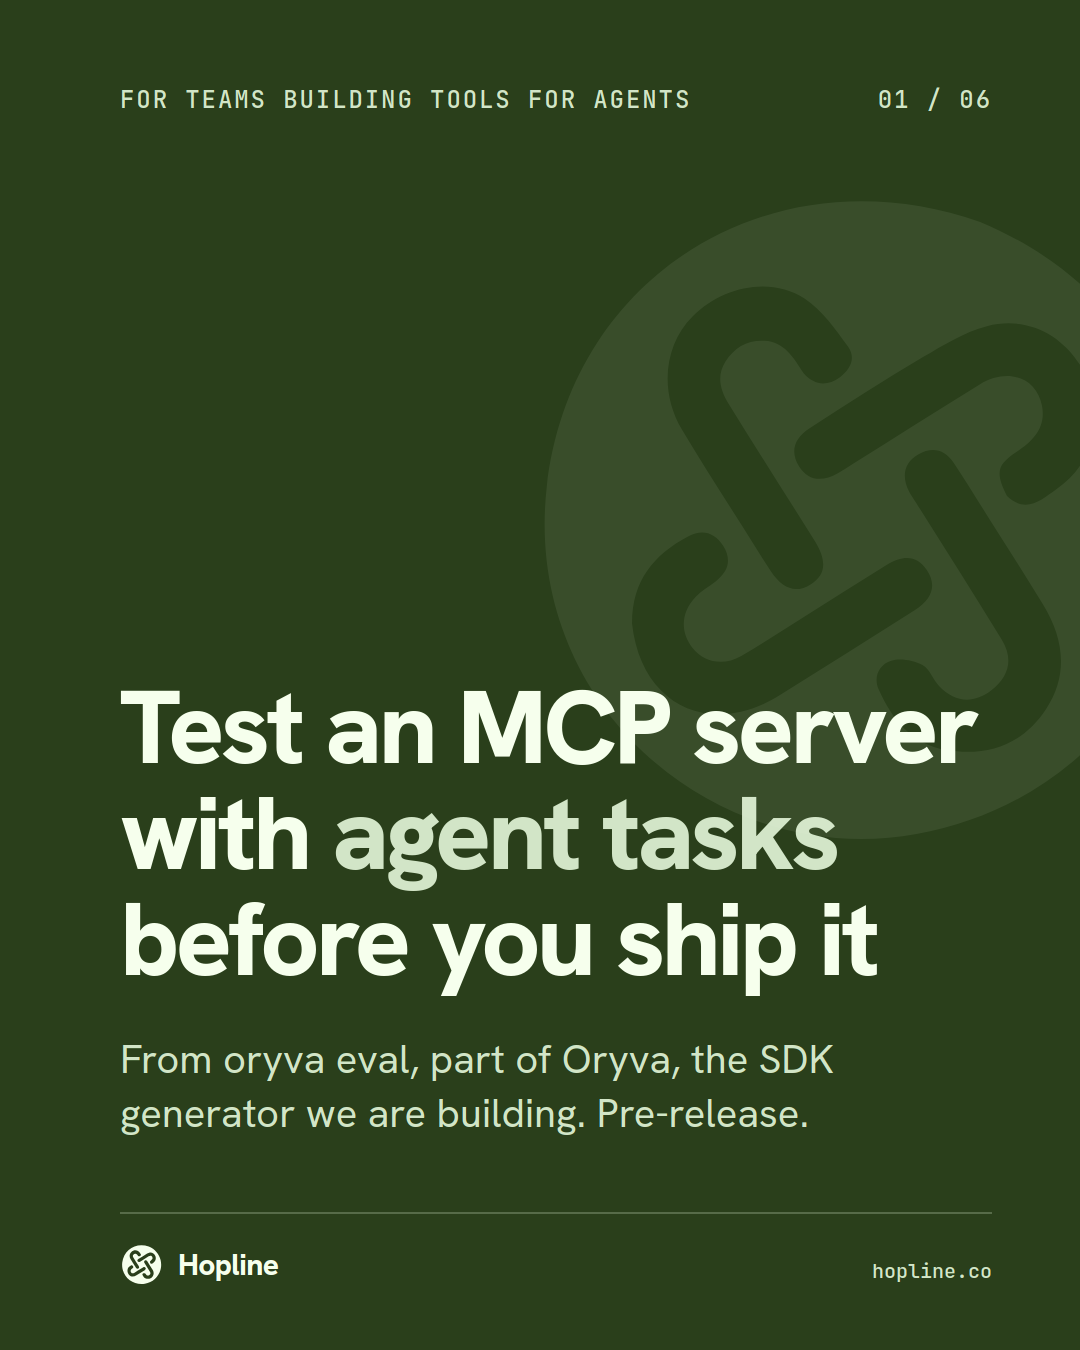 FOR TEAMS BUILDING TOOLS FOR AGENTS
01 / 06
Test an MCP server
with agent tasks
before you ship it
From oryva eval, part of Oryva, the SDK
generator we are building. Pre-release.
Hopline
hopline.co